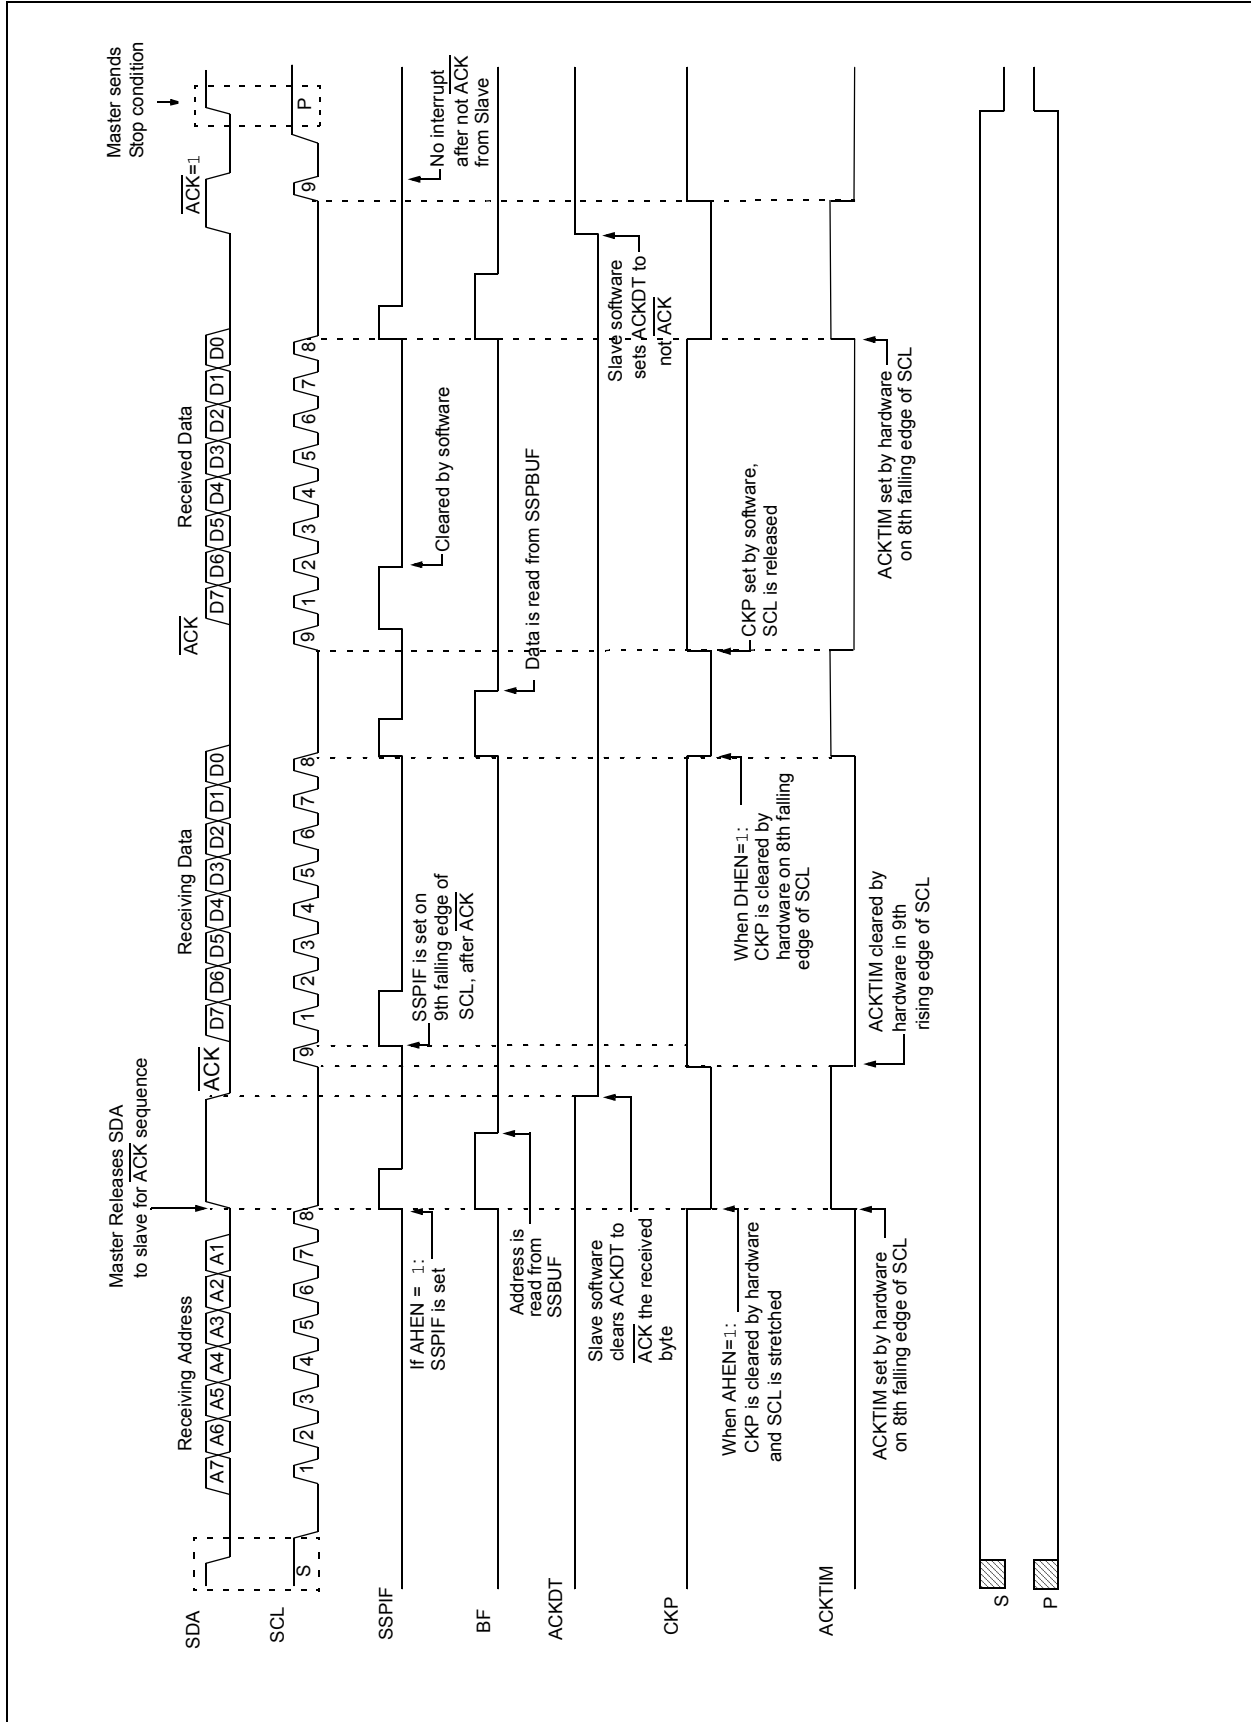 Master Releases SDA
to slave for ACK sequence
Master sends
Stop condition
Receiving Address
Receiving Data
Received Data
ACK
ACK
ACK=1
SDA
A7 A6 A5 A4 A3 A2 A1
D7 D6 D5 D4 D3 D2 D1 D0
D7 D6 D5 D4 D3 D2 D1 D0
SCL
S
1 2 3 4 5 6 7 8 9
1 2 3 4 5 6 7 8 9
1 2 3 4 5 6 7 8 9
P
SSPIF
If AHEN = 1:
SSPIF is set
SSPIF is set on
9th falling edge of
SCL, after ACK
Cleared by software
No interrupt
after not ACK
from Slave
BF
Address is
read from
SSBUF
Data is read from SSPBUF
ACKDT
Slave software
clears ACKDT to
ACK the received
byte
Slave software
sets ACKDT to
not ACK
CKP
When AHEN=1:
CKP is cleared by hardware
and SCL is stretched
When DHEN=1:
CKP is cleared by
hardware on 8th falling
edge of SCL
CKP set by software,
SCL is released
ACKTIM
ACKTIM set by hardware
on 8th falling edge of SCL
ACKTIM cleared by
hardware in 9th
rising edge of SCL
ACKTIM set by hardware
on 8th falling edge of SCL
S
P